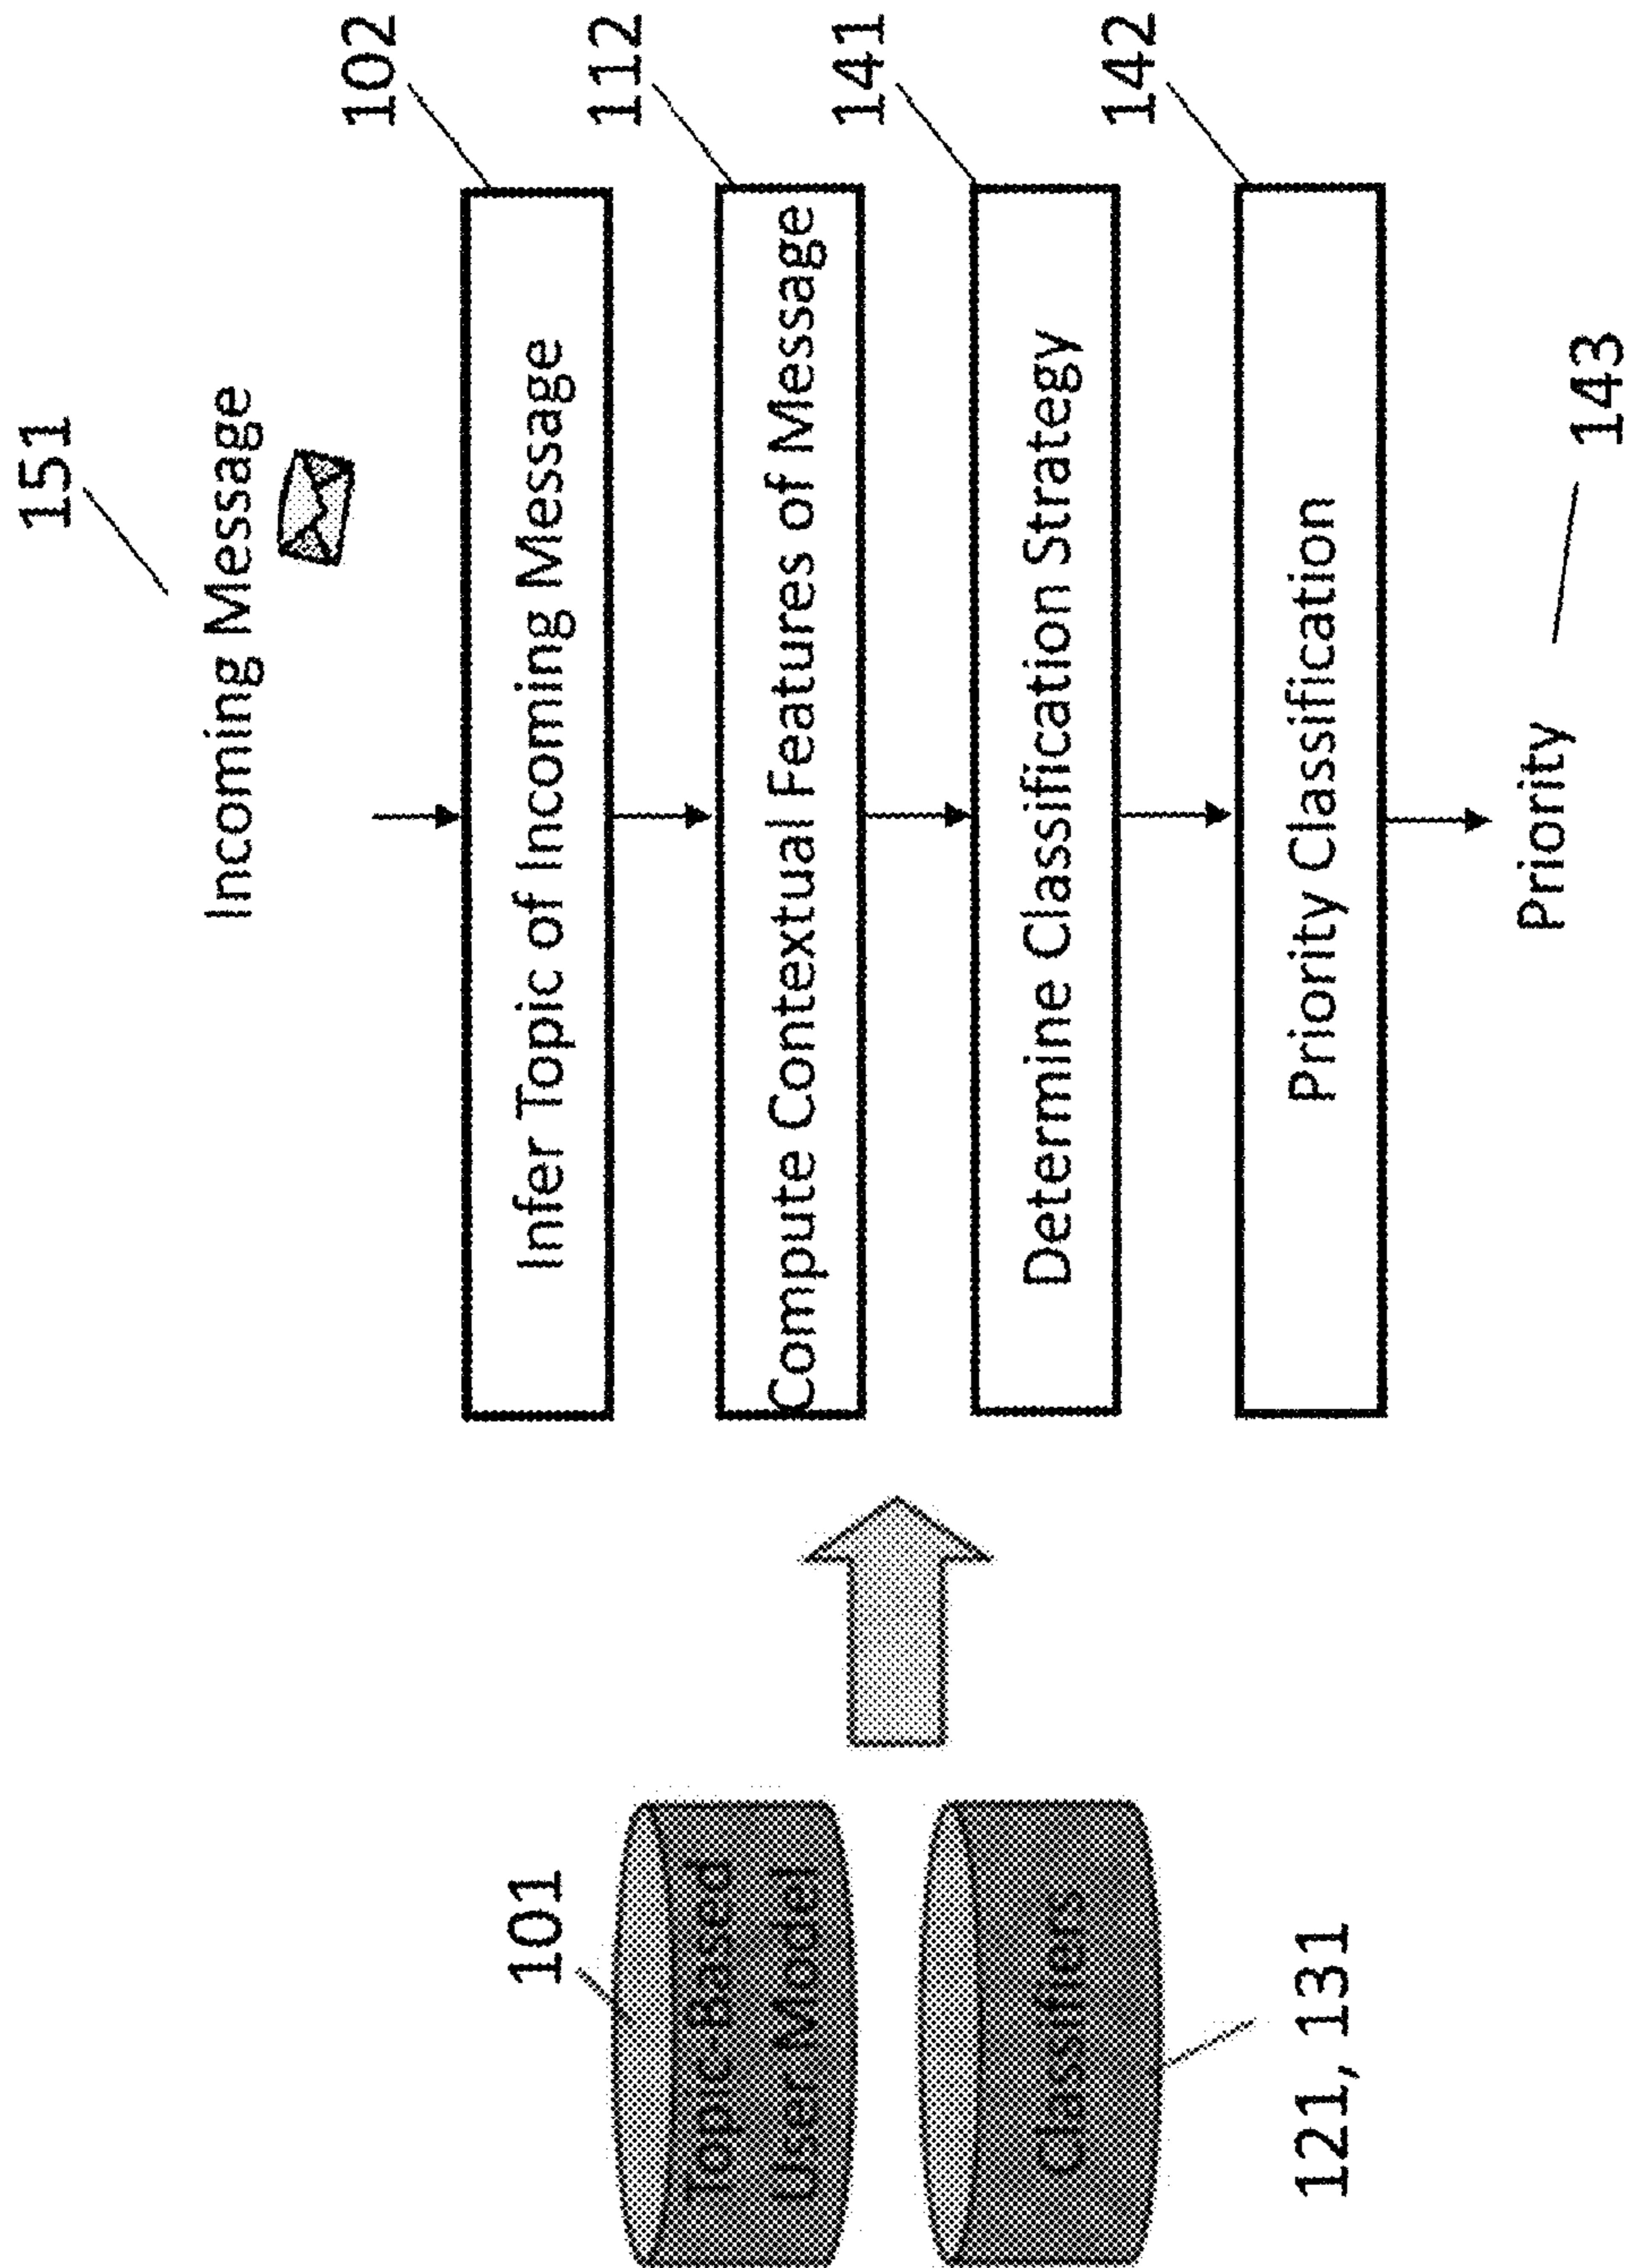 151
Incoming Message
102
Infer Topic of Incoming Message
112
Compute Contextual Features of Message
141
Determine Classification Strategy
142
Priority Classification
Priority
143
101
Topic-Based
User Model
Classifiers
121, 131